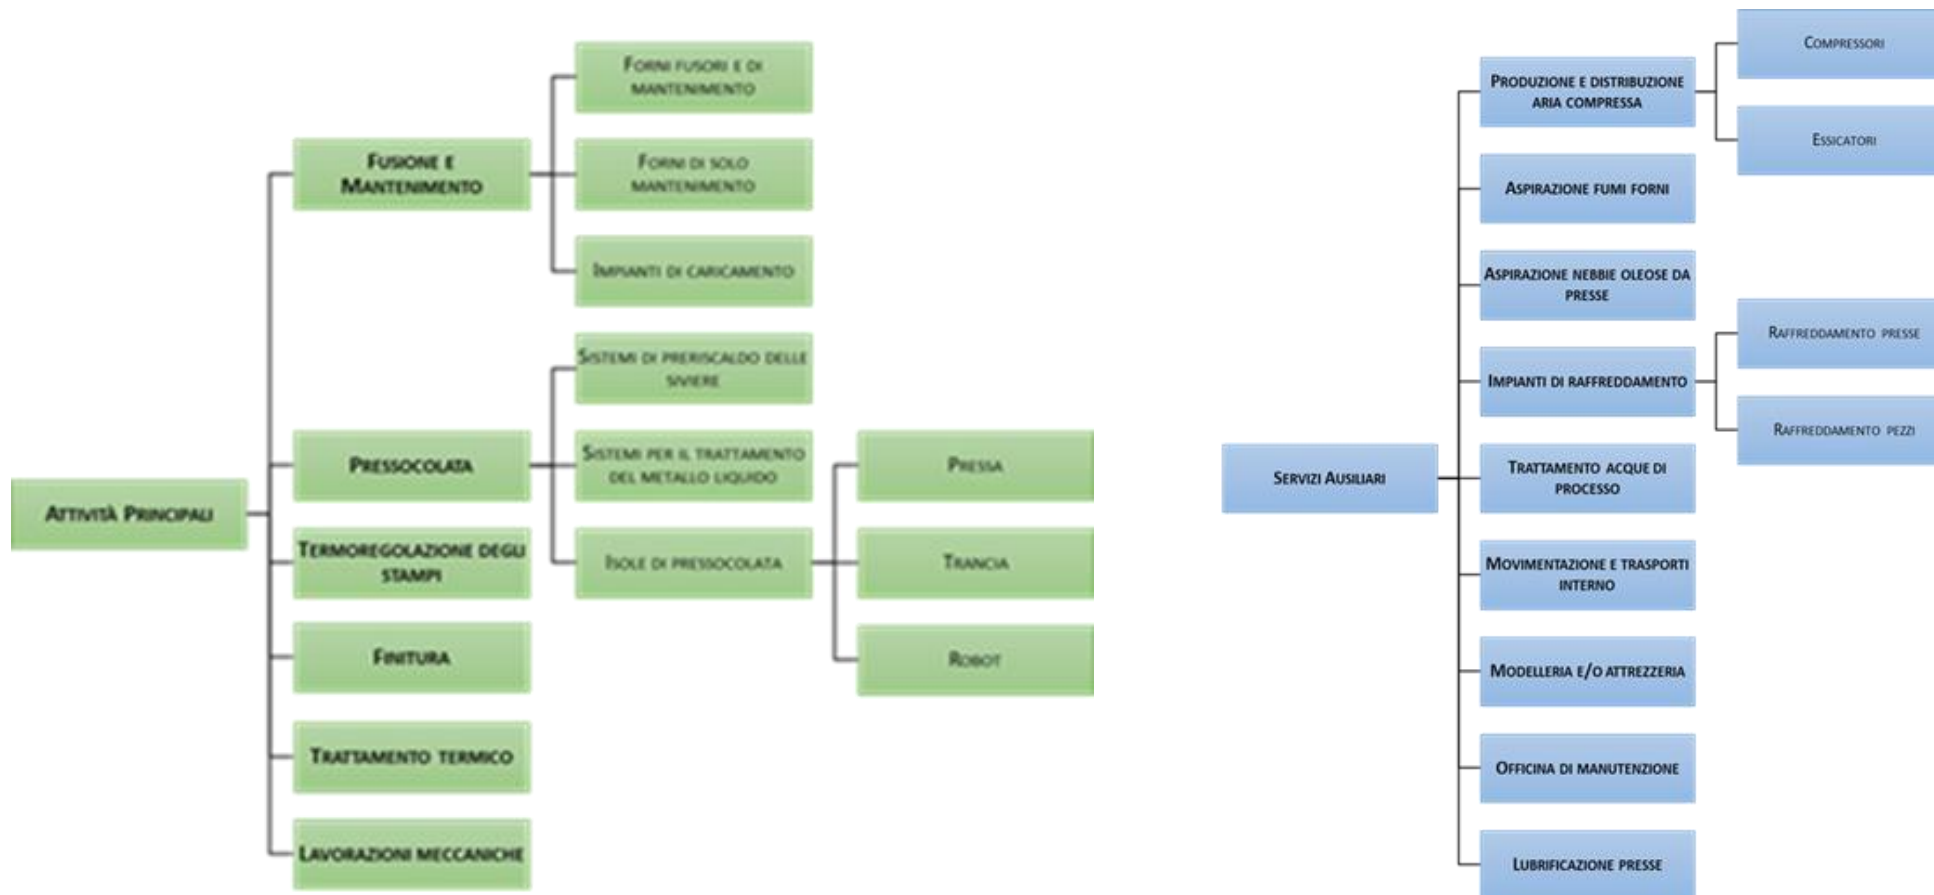 Attività Principali
Fusione e
Mantenimento
Forni fusori e di
mantenimento
Forni di solo
mantenimento
Impianti di caricamento
Pressocolata
Sistemi di preriscaldo delle
siviere
Sistemi per il trattamento
del metallo liquido
Isole di pressocolata
Pressa
Trancia
Robot
Termoregolazione degli
stampi
Finitura
Trattamento termico
Lavorazioni meccaniche
Servizi Ausiliari
Produzione e distribuzione
aria compressa
Compressori
Essicatori
Aspirazione fumi forni
Aspirazione nebbie oleose da
presse
Impianti di raffreddamento
Raffreddamento presse
Raffreddamento pezzi
Trattamento acque di
processo
Movimentazione e trasporti
interno
Modelleria e/o attrezzeria
Officina di manutenzione
Lubrificazione presse